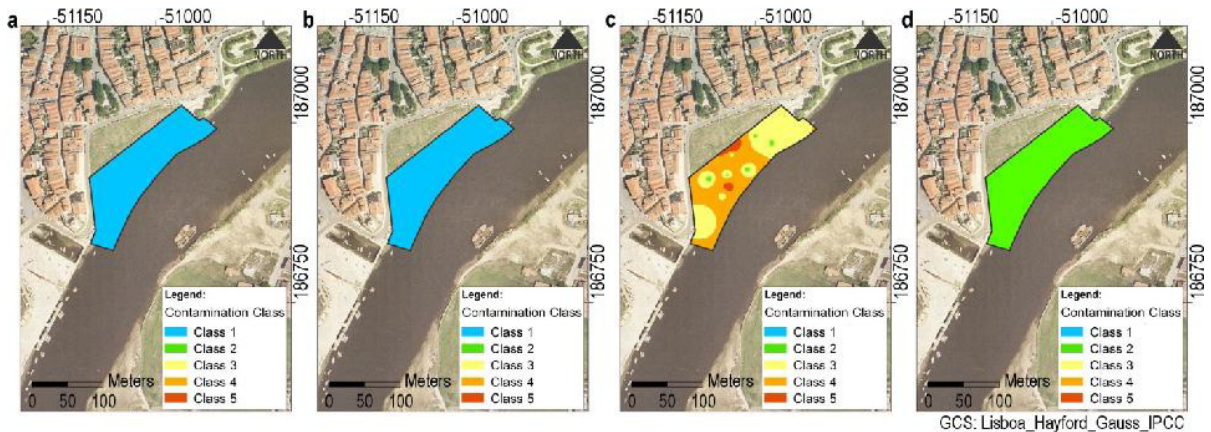 a -51150 -51000 b -51150 -51000 c -51150 -51000 d -51150 -51000
NORTH NORTH NORTH NORTH
187000 187000 187000 187000
186750 186750 186750 186750
Legend: Legend: Legend: Legend:
Contamination Class Contamination Class Contamination Class Contamination Class
Class 1 Class 1 Class 1 Class 1
Class 2 Class 2 Class 2 Class 2
Class 3 Class 3 Class 3 Class 3
Class 4 Class 4 Class 4 Class 4
Class 5 Class 5 Class 5 Class 5
Meters Meters Meters Meters
0 50 100 0 50 100 0 50 100 0 50 100
GCS: Lisboa_Hayford_Gauss_IPCC